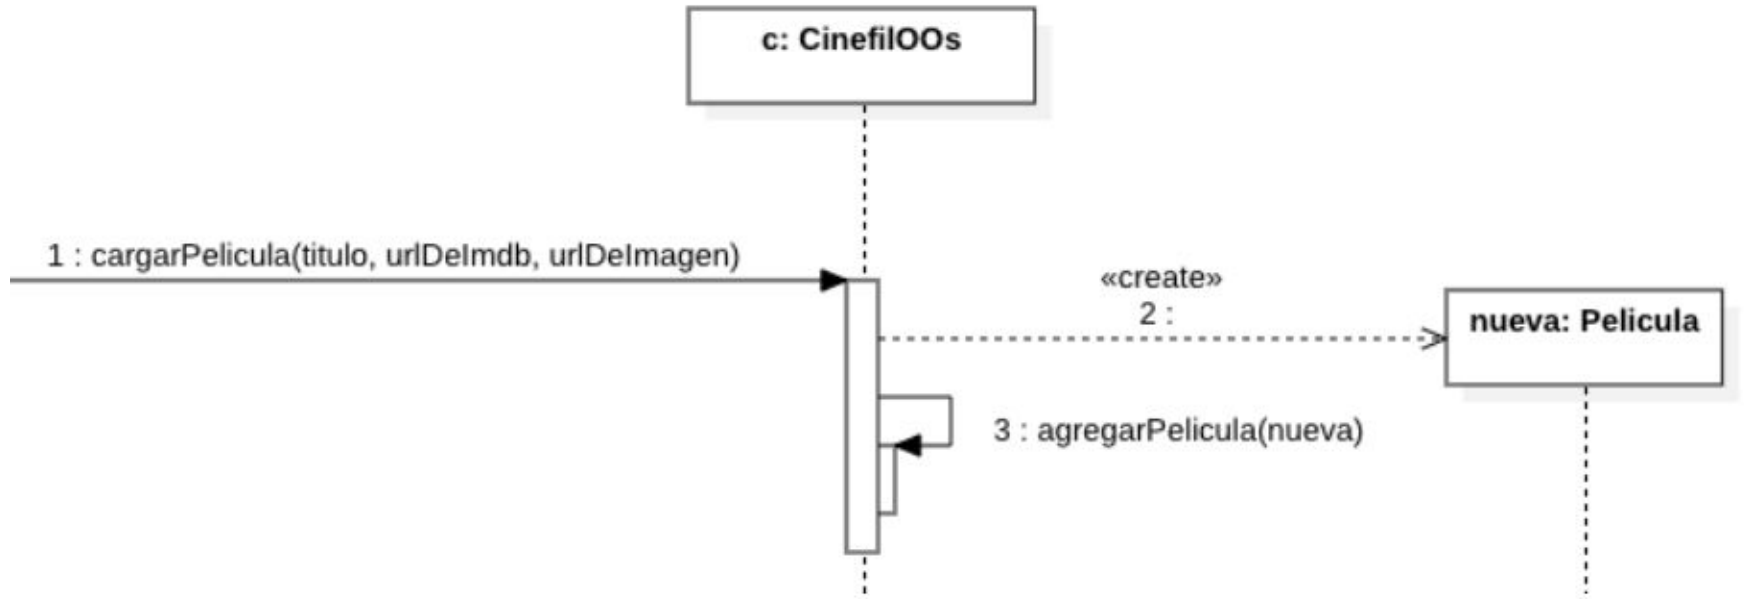 c: CinefilOOs
1 : cargarPelicula(titulo, urlDeImdb, urlDeImagen)
«create»
2 :
nueva: Pelicula
3 : agregarPelicula(nueva)